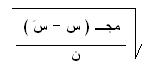 مجـ ( س − سَ )
ن